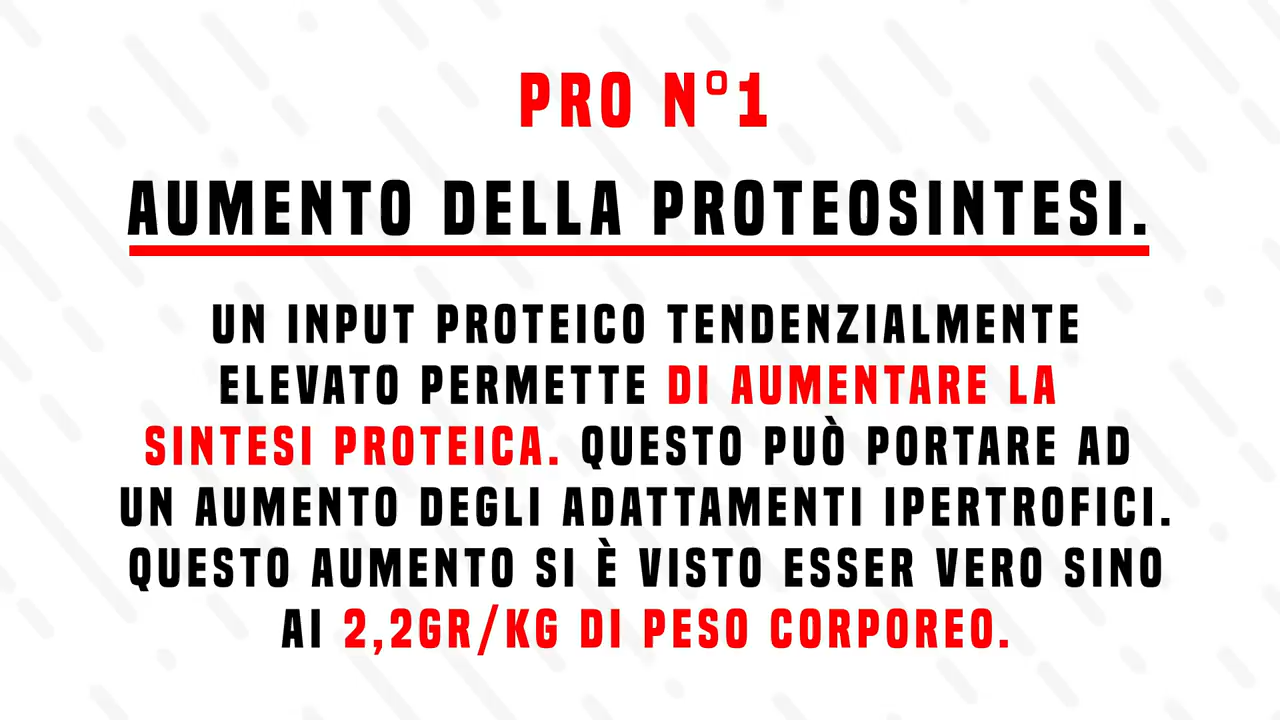 PRO N°1
AUMENTO DELLA PROTEOSINTESI.
UN INPUT PROTEICO TENDENZIALMENTE
ELEVATO PERMETTE DI AUMENTARE LA
SINTESI PROTEICA. QUESTO PUÒ PORTARE AD
UN AUMENTO DEGLI ADATTAMENTI IPERTROFICI.
QUESTO AUMENTO SI È VISTO ESSER VERO SINO
AI 2,2GR/KG DI PESO CORPOREO.